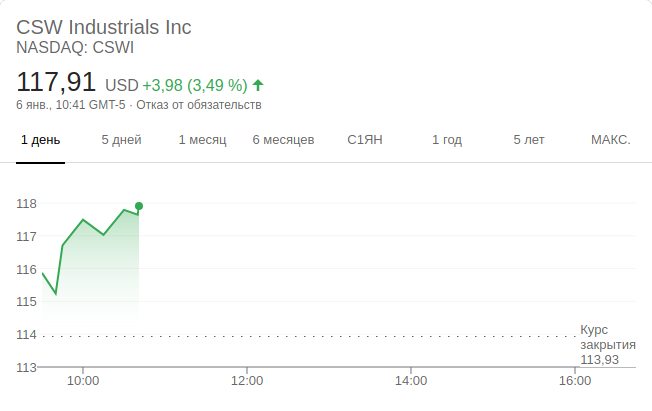 CSW Industrials Inc
NASDAQ: CSWI
117,91 USD +3,98 (3,49 %)
6 янв., 10:41 GMT-5 · Отказ от обязательств
1 день 5 дней 1 месяц 6 месяцев С1ЯН 1 год 5 лет МАКС.
118
117
116
115
114
113
Курс
закрытия
113,93
10:00 12:00 14:00 16:00